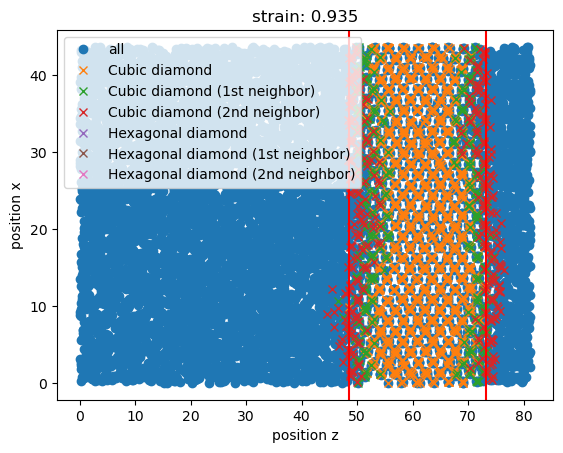 strain: 0.935
all
Cubic diamond
Cubic diamond (1st neighbor)
Cubic diamond (2nd neighbor)
Hexagonal diamond
Hexagonal diamond (1st neighbor)
Hexagonal diamond (2nd neighbor)
position x
40
30
20
10
0
0 10 20 30 40 50 60 70 80
position z